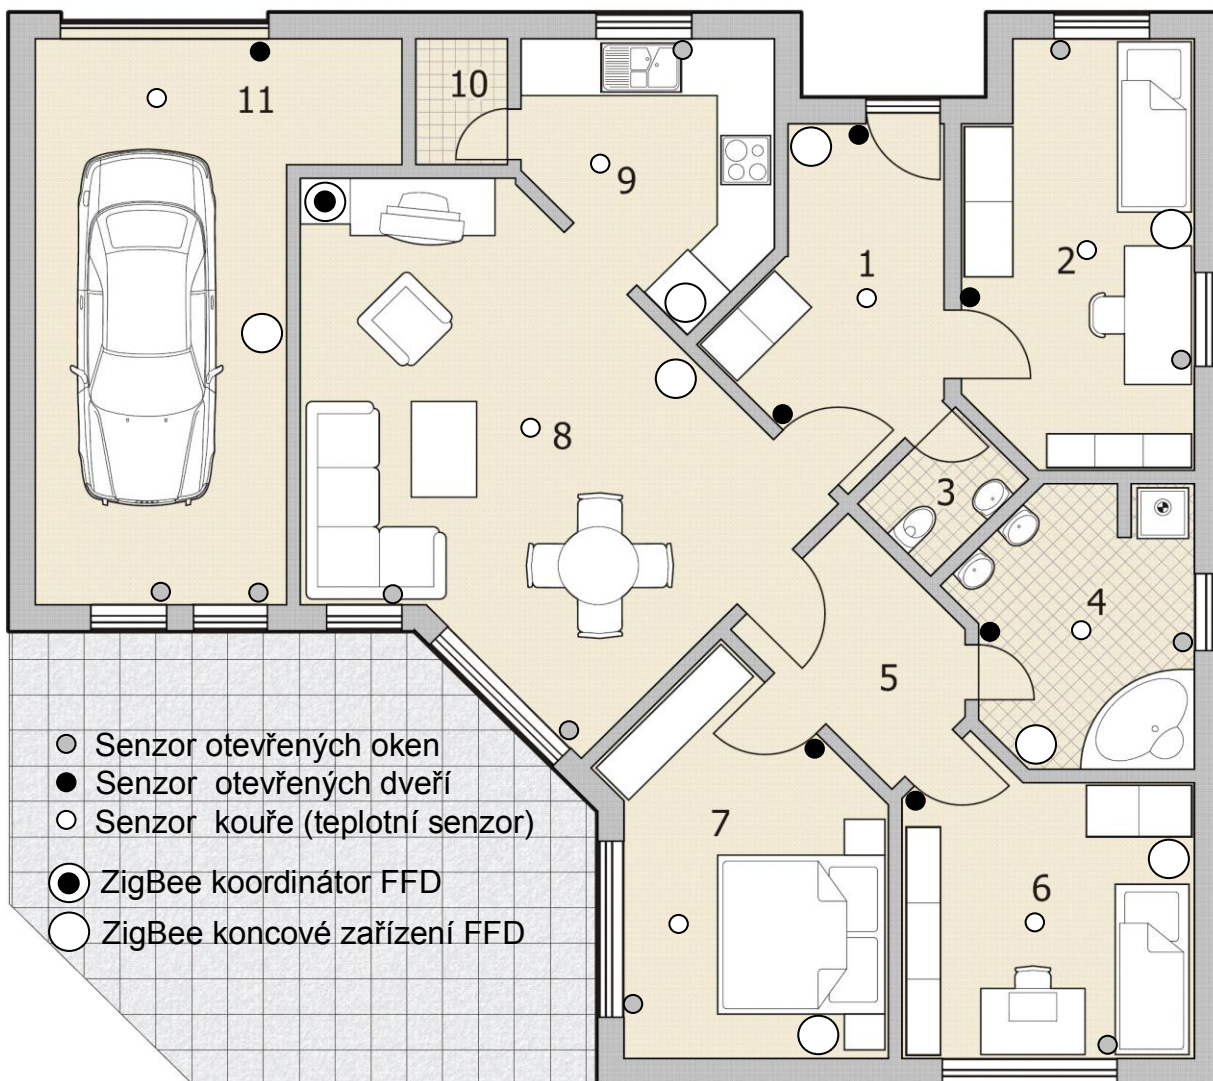 11
10
9
1
2
8
3
4
5
Senzor otevřených oken
Senzor  otevřených dveří
Senzor  kouře (teplotní senzor)
7
ZigBee koordinátor FFD
6
ZigBee koncové zařízení FFD